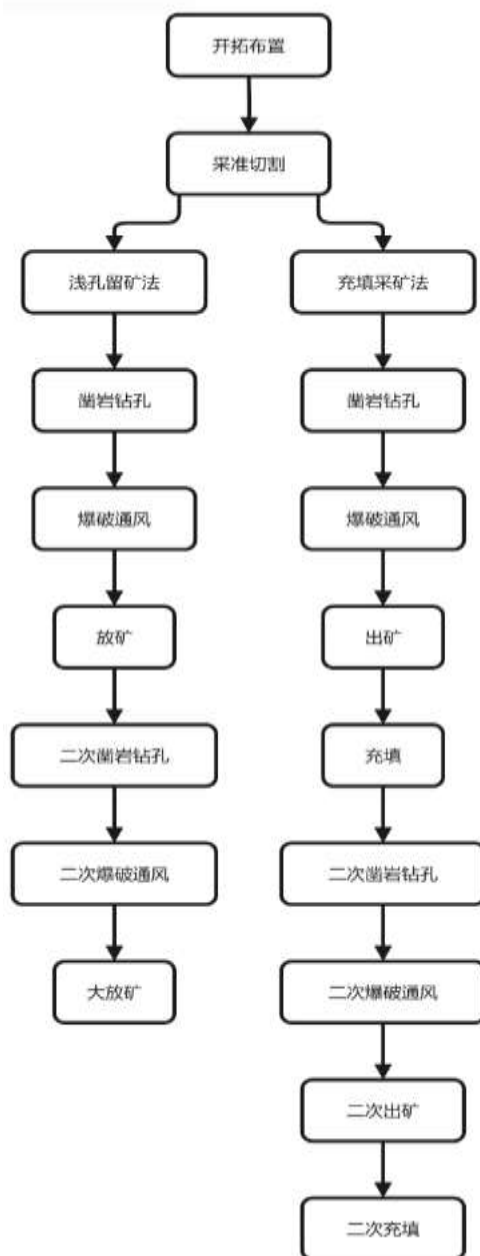 开拓布置
采准切割
浅孔留矿法
充填采矿法
凿岩钻孔
凿岩钻孔
爆破通风
爆破通风
放矿
出矿
二次凿岩钻孔
充填
二次爆破通风
二次凿岩钻孔
大放矿
二次爆破通风
二次出矿
二次充填